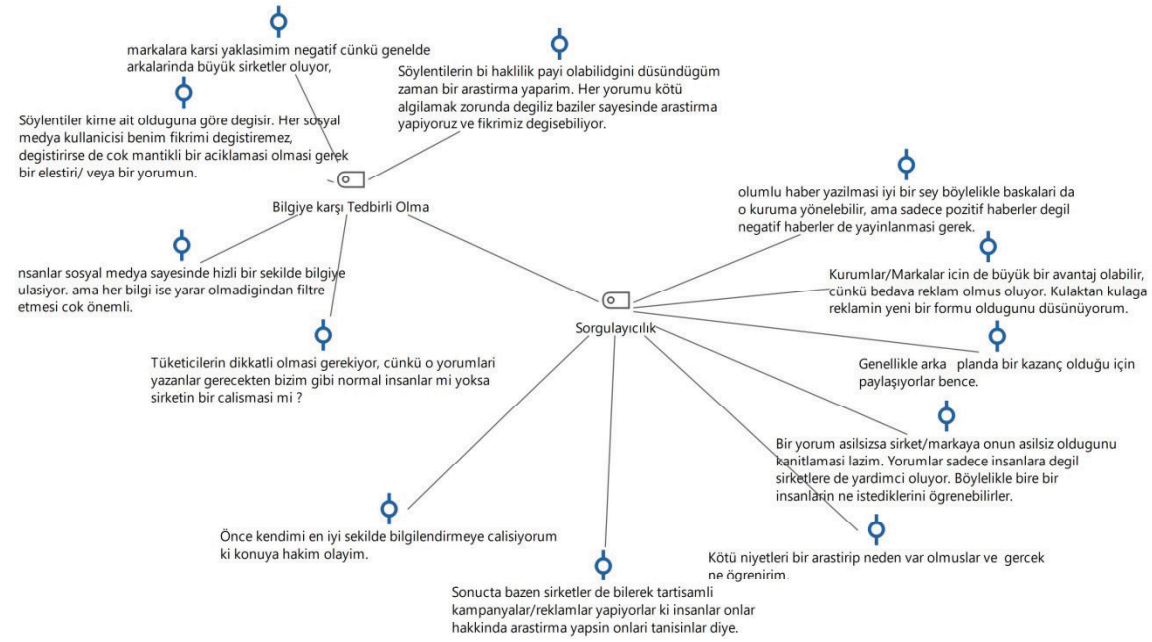 markalara karsi yaklasimim negatif cünkü genelde
arkalarinda büyük sirketler oluyor,
Söylentilerin bi haklilik payi olabilidgini düsündügüm
zaman bir arastirma yaparim. Her yorumu kötü
algilamak zorunda degiliz baziler sayesinde arastirma
yapiyoruz ve fikrimiz degisebiliyor.
Söylentiler kime ait olduguna göre degisir. Her sosyal
medya kullanicisi benim fikrimi degistiremez,
degistirse de cok mantikli bir aciklamasi olmasi gerek
bir elestiri/ veya bir yorumun.
Bilgiye karşı Tedbirli Olma
olumlu haber yazilmasi iyi bir sey böylelikle baskalari da
o kuruma yönelebilir, ama sadece pozitif haberler degil
negatif haberler de yayinlanmasi gerek.
nsanlar sosyal medya sayesinde hizli bir sekilde bilgiye
ulasiyor. ama her bilgi ise yarar olmadigindan filtre
etmesi cok önemli.
Kurumlar/Markalar icin de büyük bir avantaj olabilir,
cünkü bedava reklam olmus oluyor. Kulaktan kulaga
reklamin yeni bir formu oldugunu düsünüyorum.
Sorgulayıcılık
Tüketicilerin dikkatli olmasi gerekiyor, cünkü o yorumlari
yazanlar gerecekten bizim gibi normal insanlar mi yoksa
sirketin bir calismasi mi ?
Genellikle arka planda bir kazanç olduğu için
paylaşıyorlar bence.
Bir yorum asilsizsa sirket/markaya onun asilsiz oldugunu
kanitlamasi lazim. Yorumlar sadece insanlara degil
sirketlere de yardimci oluyor. Böylelikle bire bir
insanlarin ne istediklerini ögrenebilirler.
Önce kendimi en iyi sekilde bilgilendirmeye calisiyorum
ki konuya hakim olayim.
Kötü niyetleri bir arastirip neden var olmuslar ve gercek
ne ögrenirim.
Sonucta bazen sirketler de bilerek tartisamli
kampanyalar/reklamlar yapiyorlar ki insanlar onlar
hakkinda arastirma yapsin onlari tanisinlar diye.